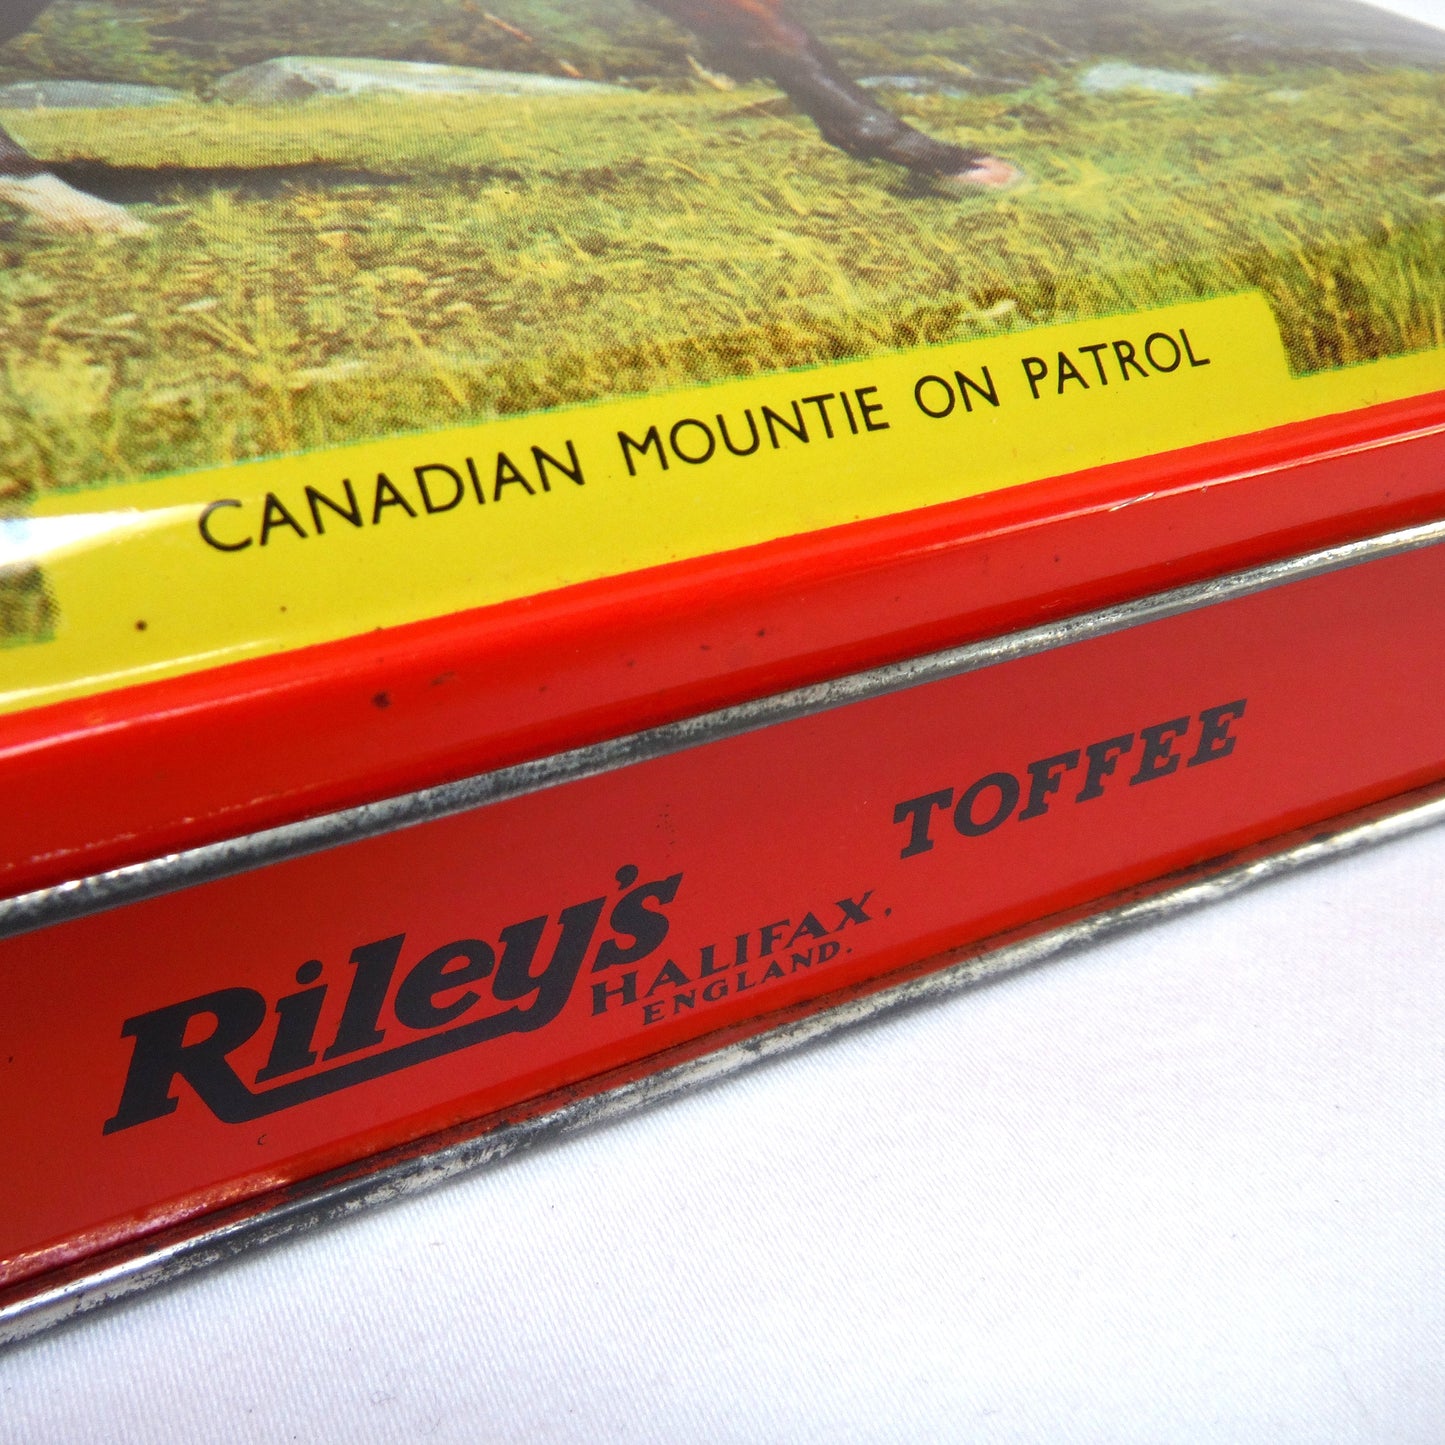 CANADIAN MOUNTIE ON PATROL
Riley's
HALIFAX,
ENGLAND.
TOFFEE